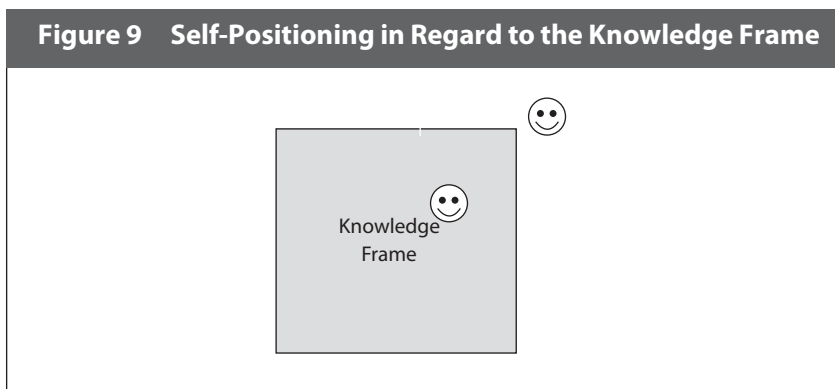 Figure 9 Self-Positioning in Regard to the Knowledge Frame
Knowledge
Frame